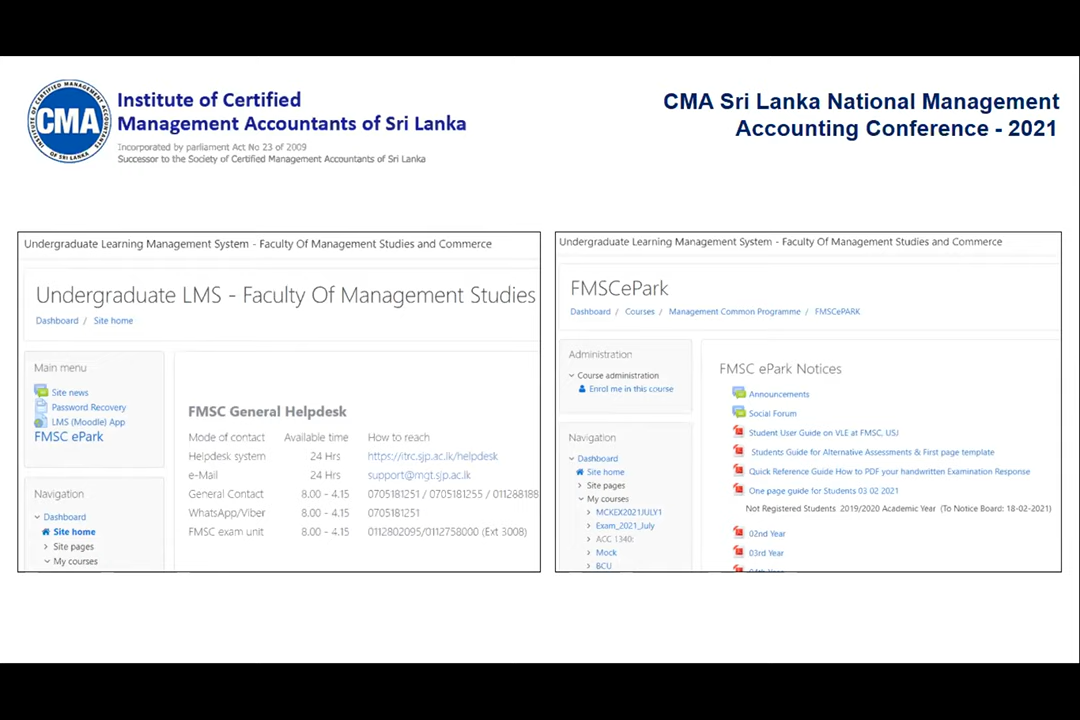 INSTITUTE OF CERTIFIED MANAGEMENT ACCOUNTANTS OF SRI LANKA
CMA
Institute of Certified
Management Accountants of Sri Lanka
Incorporated by parliament Act No 23 of 2009
Successor to the Society of Certified Management Accountants of Sri Lanka
CMA Sri Lanka National Management
Accounting Conference - 2021
Undergraduate Learning Management System - Faculty Of Management Studies and Commerce
Undergraduate LMS - Faculty Of Management Studies
Dashboard / Site home
Main menu
Site news
Password Recovery
LMS (Moodle) App
FMSC ePark
Navigation
Dashboard
Site home
Site pages
My courses
FMSC General Helpdesk
Mode of contact Available time How to reach
Helpdesk system 24 Hrs https://itrc.sjp.ac.lk/helpdesk
e-Mail 24 Hrs support@mgt.sjp.ac.lk
General Contact 8.00 - 4.15 0705181251 / 0705181255 / 011288188
WhatsApp/Viber 8.00 - 4.15 0705181251
FMSC exam unit 8.00 - 4.15 0112802095/0112758000 (Ext 3008)
Undergraduate Learning Management System - Faculty Of Management Studies and Commerce
FMSCePark
Dashboard / Courses / Management Common Programme / FMSCePARK
Administration
Course administration
Enrol me in this course
Navigation
Dashboard
Site home
Site pages
My courses
MCKEX2021JULY1
Exam_2021_July
ACC 1340:
Mock
BCU
FMSC ePark Notices
Announcements
Social Forum
Student User Guide on VLE at FMSC, USJ
Students Guide for Alternative Assessments & First page template
Quick Reference Guide How to PDF your handwritten Examination Response
One page guide for Students 03 02 2021
Not Registered Students 2019/2020 Academic Year (To Notice Board: 18-02-2021)
02nd Year
03rd Year